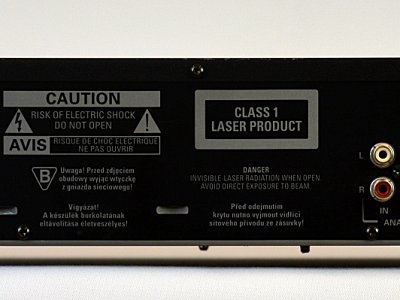 CAUTION
RISK OF ELECTRIC SHOCK
DO NOT OPEN
AVIS
RISQUE DE CHOC ELECTRIQUE
NE PAS OUVRIR
B
Uwaga! Przed zdjęciem
obudowy wyjąć wtyczkę
z gniazda sieciowego!
Vigyázat!
A készülék burkolatának
eltávolítása életveszélyes!
CLASS 1
LASER PRODUCT
DANGER
INVISIBLE LASER RADIATION WHEN OPEN.
AVOID DIRECT EXPOSURE TO BEAM.
Před odejmutím
krytu nutno vyjmout vidlici
síťového přívodu ze zásuvky!
L
R
IN
ANA